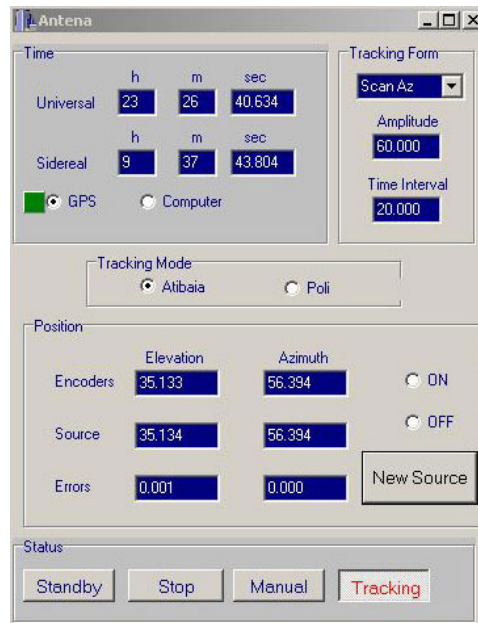 Antena
Time
h m sec
Universal 23 26 40.634
h m sec
Sidereal 9 37 43.804
GPS Computer
Tracking Form
Scan Az
Amplitude
60.000
Time Interval
20.000
Tracking Mode
Atibaia Poli
Position
Elevation Azimuth
Encoders 35.133 56.394 ON
OFF
Source 35.134 56.394
Errors 0.001 0.000 New Source
Status
Standby Stop Manual Tracking